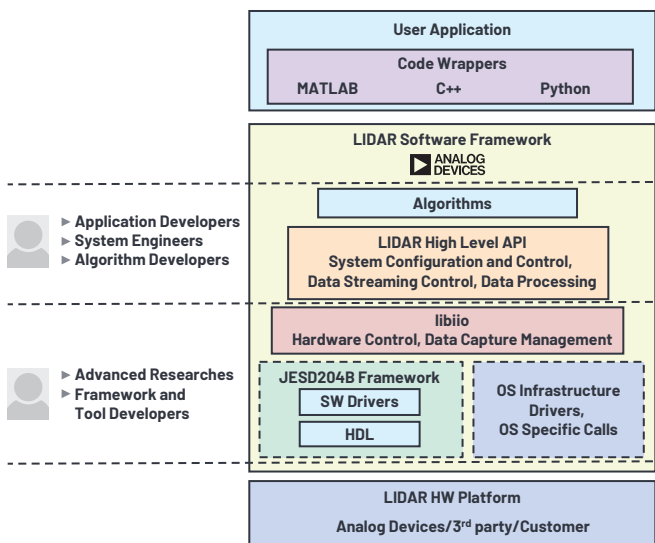 User Application
Code Wrappers
MATLAB C++ Python
LIDAR Software Framework
ANALOG
DEVICES
Algorithms
► Application Developers
► System Engineers
► Algorithm Developers
LIDAR High Level API
System Configuration and Control,
Data Streaming Control, Data Processing
libiio
Hardware Control, Data Capture Management
► Advanced Researches
► Framework and
Tool Developers
JESD204B Framework
SW Drivers
HDL
OS Infrastructure
Drivers,
OS Specific Calls
LIDAR HW Platform
Analog Devices/3rd party/Customer